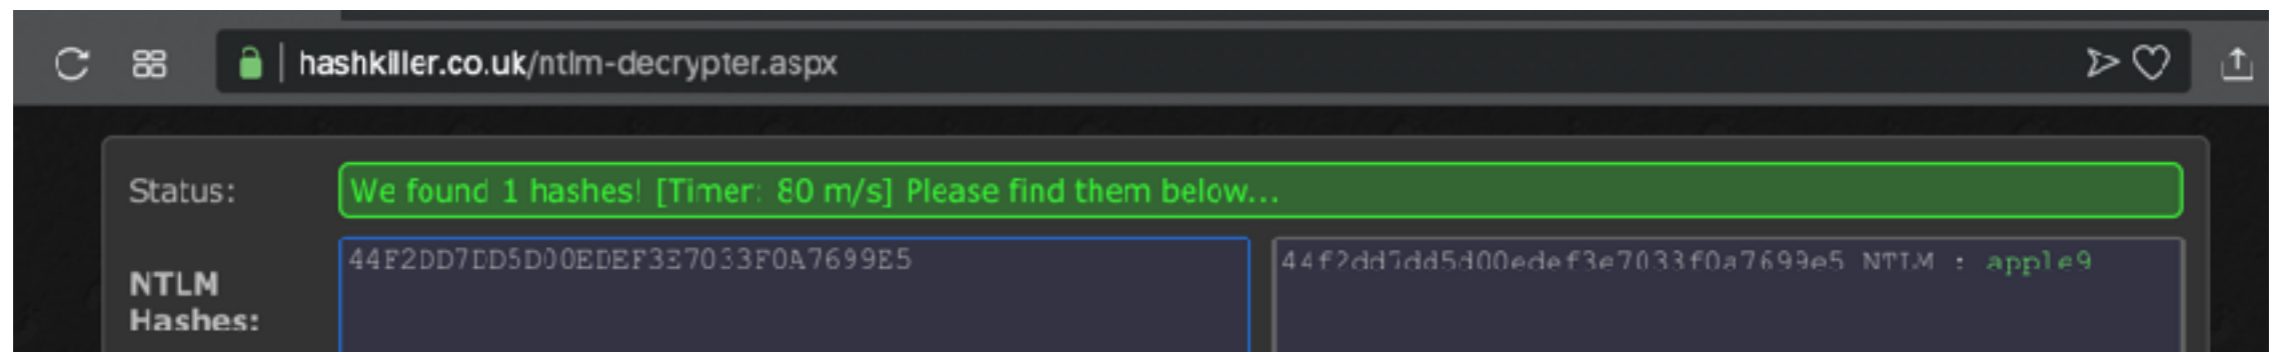 hashkiller.co.uk/ntlm-decrypter.aspx
Status:
We found 1 hashes! [Timer: 80 m/s] Please find them below...
NTLM
Hashes:
44F2DD7DD5D00EDEF3E7033F0A7699E5
44f2dd7dd5d00edef3e7033f0a7699e5 NTLM : apple9